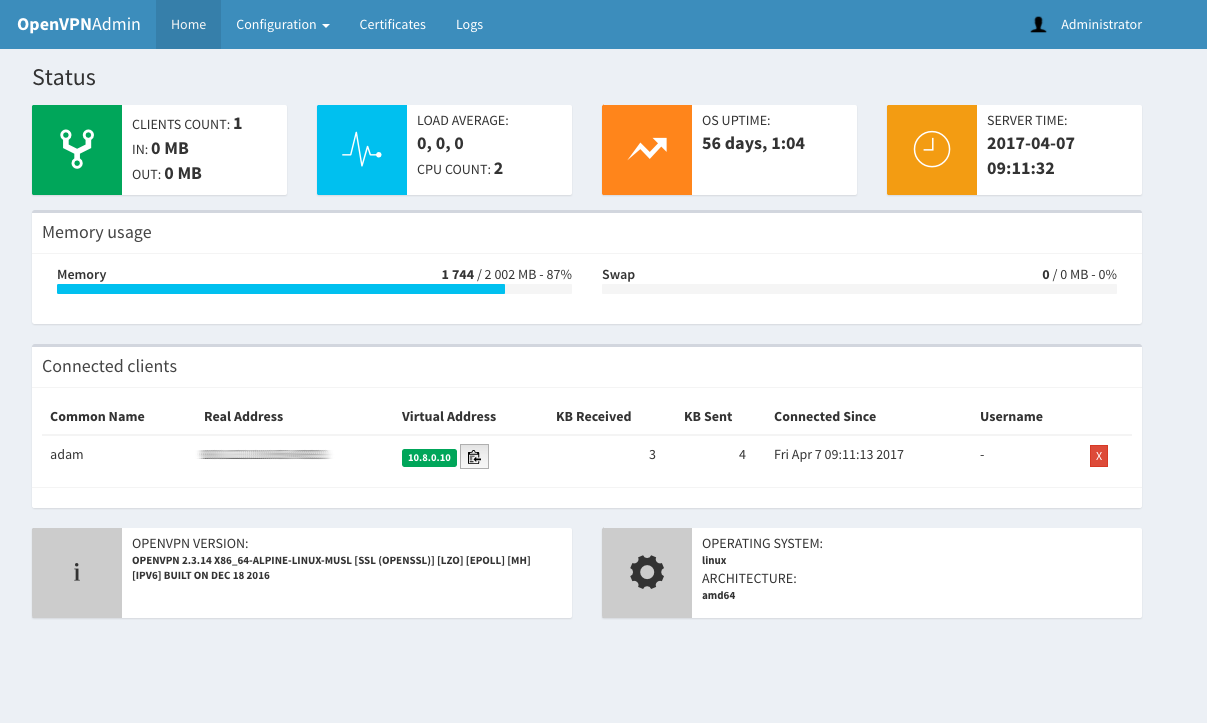 OpenVPNAdmin Home Configuration Certificates Logs Administrator
Status
CLIENTS COUNT: 1
IN: 0 MB
OUT: 0 MB
LOAD AVERAGE:
0, 0, 0
CPU COUNT: 2
OS UPTIME:
56 days, 1:04
SERVER TIME:
2017-04-07
09:11:32
Memory usage
Memory 1 744 / 2 002 MB - 87%
Swap 0 / 0 MB - 0%
Connected clients
Common Name Real Address Virtual Address KB Received KB Sent Connected Since Username
adam 10.8.0.10 3 4 Fri Apr 7 09:11:13 2017 - X
OPENVPN VERSION:
OPENVPN 2.3.14 X86_64-ALPINE-LINUX-MUSL [SSL (OPENSSL)] [LZO] [EPOLL] [MH]
[IPV6] BUILT ON DEC 18 2016
OPERATING SYSTEM:
linux
ARCHITECTURE:
amd64